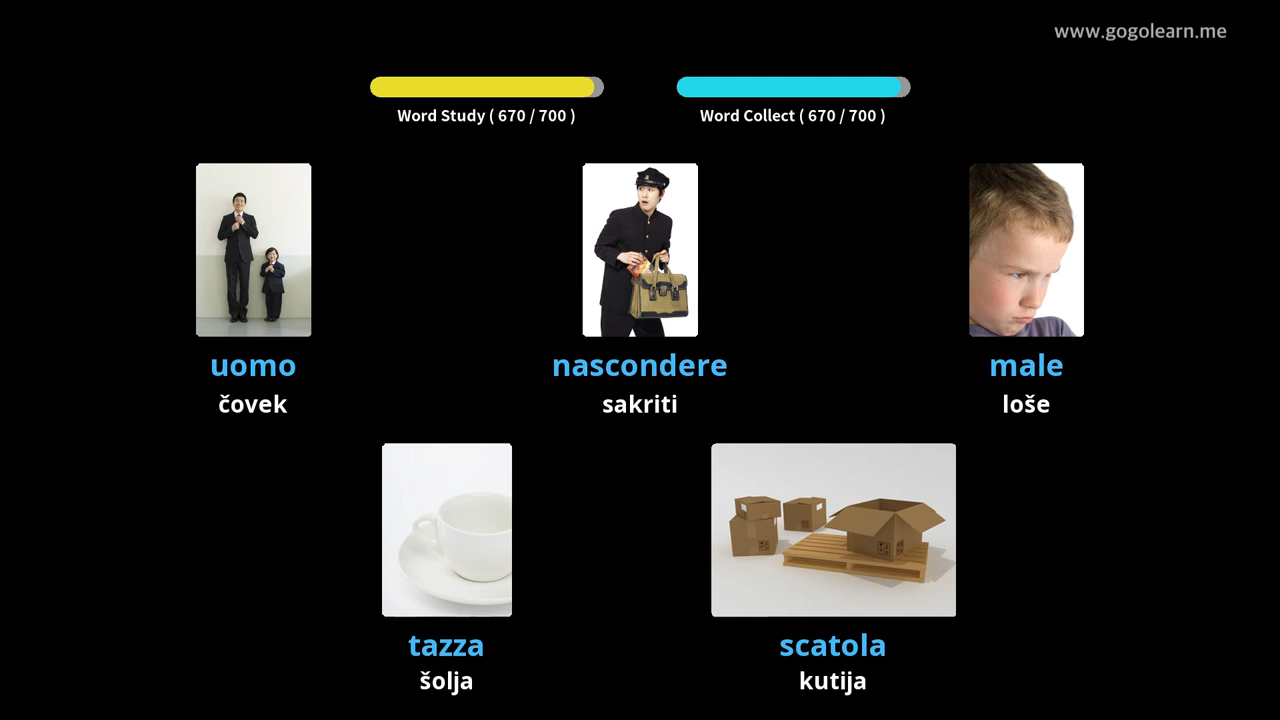 www.gogolearn.me
Word Study ( 670 / 700 )
Word Collect ( 670 / 700 )
uomo
čovek
nascondere
sakriti
male
loše
tazza
šolja
scatola
kutija